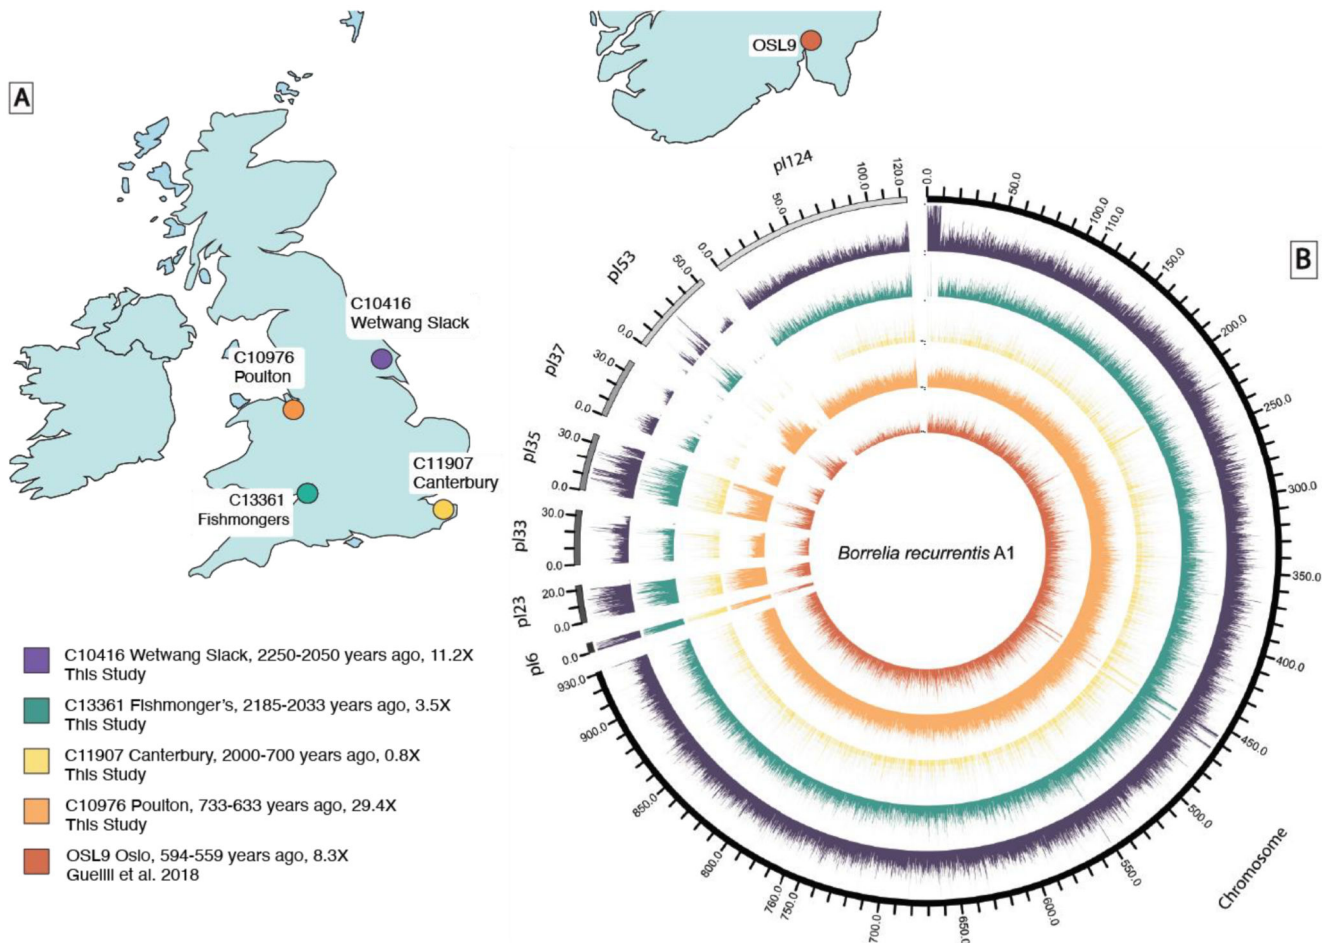 A
OSL9
C10416
Wetwang Slack
C10976
Poulton
C11907
Canterbury
C13361
Fishmongers
C10416 Wetwang Slack, 2250-2050 years ago, 11.2X
This Study
C13361 Fishmonger's, 2185-2033 years ago, 3.5X
This Study
C11907 Canterbury, 2000-700 years ago, 0.8X
This Study
C10976 Poulton, 733-633 years ago, 29.4X
This Study
OSL9 Oslo, 594-559 years ago, 8.3X
Guellil et al. 2018
B
Borrelia recurrentis A1
Chromosome
0.0
50.0
100.0
110.0
150.0
200.0
250.0
300.0
350.0
400.0
450.0
500.0
550.0
600.0
650.0
700.0
750.0
760.0
800.0
850.0
900.0
930.0
pl6
0.0
pl23
0.0
20.0
pl33
0.0
30.0
pl35
0.0
30.0
pl37
0.0
30.0
pl53
0.0
50.0
pl124
0.0
50.0
100.0
120.0